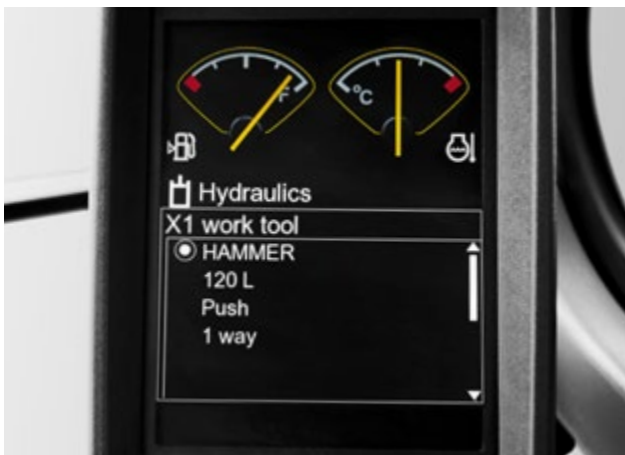 F
°C
Hydraulics
X1 work tool
HAMMER
120 L
Push
1 way